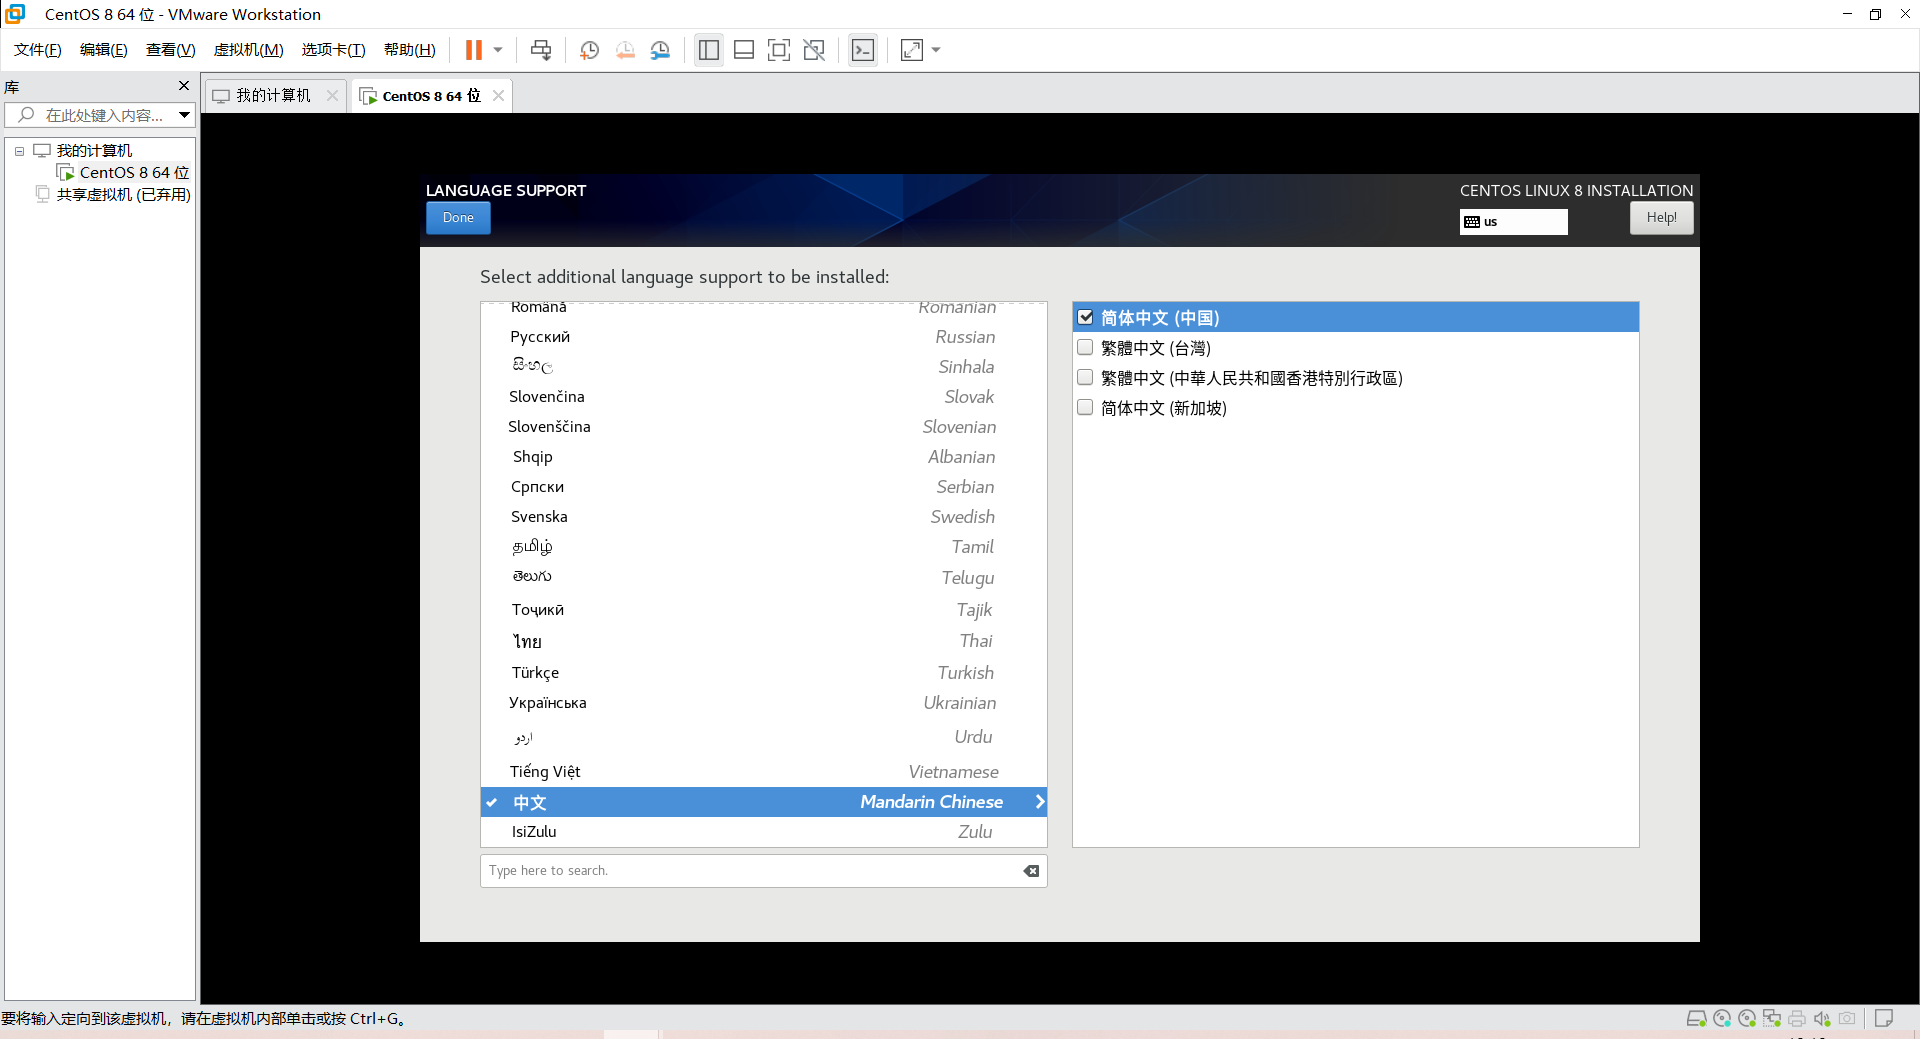 CentOS 8 64 位 - VMware Workstation
文件(F) 编辑(E) 查看(V) 虚拟机(M) 选项卡(T) 帮助(H)
库
在此处键入内容...
我的计算机
CentOS 8 64 位
共享虚拟机 (已弃用)
我的计算机
CentOS 8 64 位
LANGUAGE SUPPORT
Done
CENTOS LINUX 8 INSTALLATION
us
Help!
Select additional language support to be installed:
Română Romanian
Русский Russian
සිංහල Sinhala
Slovenčina Slovak
Slovenščina Slovenian
Shqip Albanian
Српски Serbian
Svenska Swedish
தமிழ் Tamil
తెలుగు Telugu
Тоҷикӣ Tajik
ไทย Thai
Türkçe Turkish
Українська Ukrainian
اردو Urdu
Tiếng Việt Vietnamese
中文 Mandarin Chinese
IsiZulu Zulu
Type here to search.
简体中文 (中国)
繁體中文 (台灣)
繁體中文 (中華人民共和國香港特別行政區)
简体中文 (新加坡)
要将输入定向到该虚拟机，请在虚拟机内部单击或按 Ctrl+G。